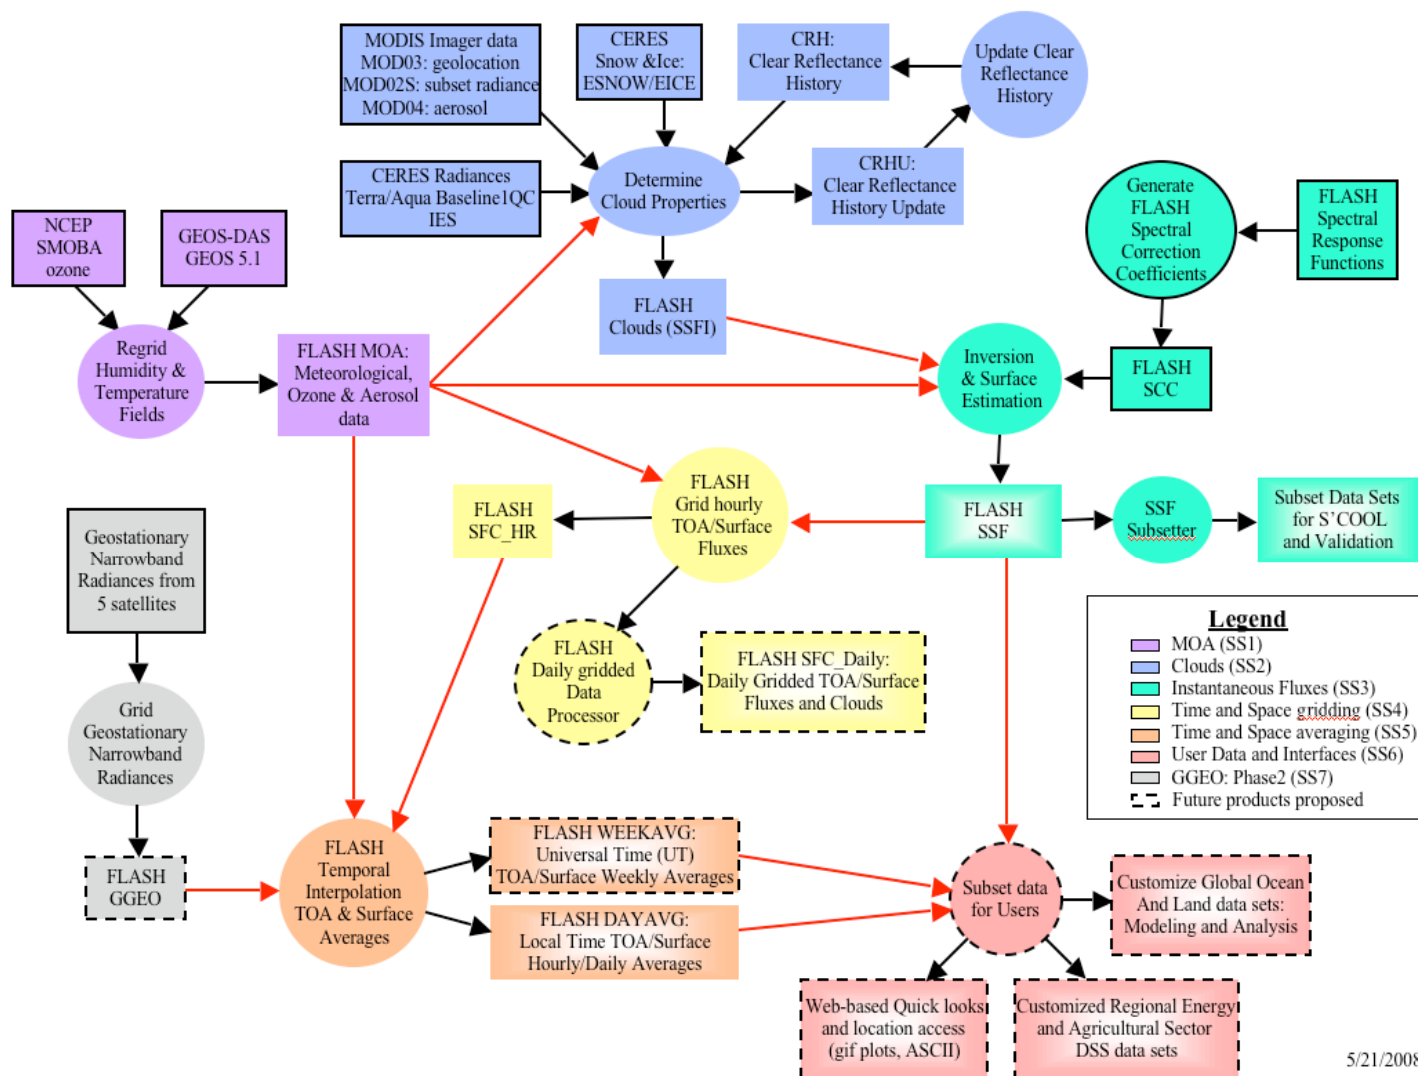 MODIS Imager data
MOD03: geolocation
MOD02S: subset radiance
MOD04: aerosol
CERES
Snow &Ice:
ESNOW/EICE
CRH:
Clear Reflectance
History
Update Clear
Reflectance
History
CERES Radiances
Terra/Aqua Baseline1QC
IES
Determine
Cloud Properties
CRHU:
Clear Reflectance
History Update
Generate
FLASH
Spectral
Correction
Coefficients
FLASH
Spectral
Response
Functions
NCEP
SMOBA
ozone
GEOS-DAS
GEOS 5.1
FLASH
Clouds (SSFI)
Regrid
Humidity &
Temperature
Fields
FLASH MOA:
Meteorological,
Ozone & Aerosol
data
Inversion
& Surface
Estimation
FLASH
SCC
FLASH
SFC_HR
FLASH
Grid hourly
TOA/Surface
Fluxes
FLASH
SSF
SSF
Subsetter
Subset Data Sets
for S’COOL
and Validation
Geostationary
Narrowband
Radiances from
5 satellites
FLASH
Daily gridded
Data
Processor
FLASH SFC_Daily:
Daily Gridded TOA/Surface
Fluxes and Clouds
Legend
MOA (SS1)
Clouds (SS2)
Instantaneous Fluxes (SS3)
Time and Space gridding (SS4)
Time and Space averaging (SS5)
User Data and Interfaces (SS6)
GGEO: Phase2 (SS7)
Future products proposed
Grid
Geostationary
Narrowband
Radiances
FLASH
GGEO
FLASH
Temporal
Interpolation
TOA & Surface
Averages
FLASH WEEKAVG:
Universal Time (UT)
TOA/Surface Weekly Averages
FLASH DAYAVG:
Local Time TOA/Surface
Hourly/Daily Averages
Subset data
for Users
Customize Global Ocean
And Land data sets:
Modeling and Analysis
Web-based Quick looks
and location access
(gif plots, ASCII)
Customized Regional Energy
and Agricultural Sector
DSS data sets
5/21/2008